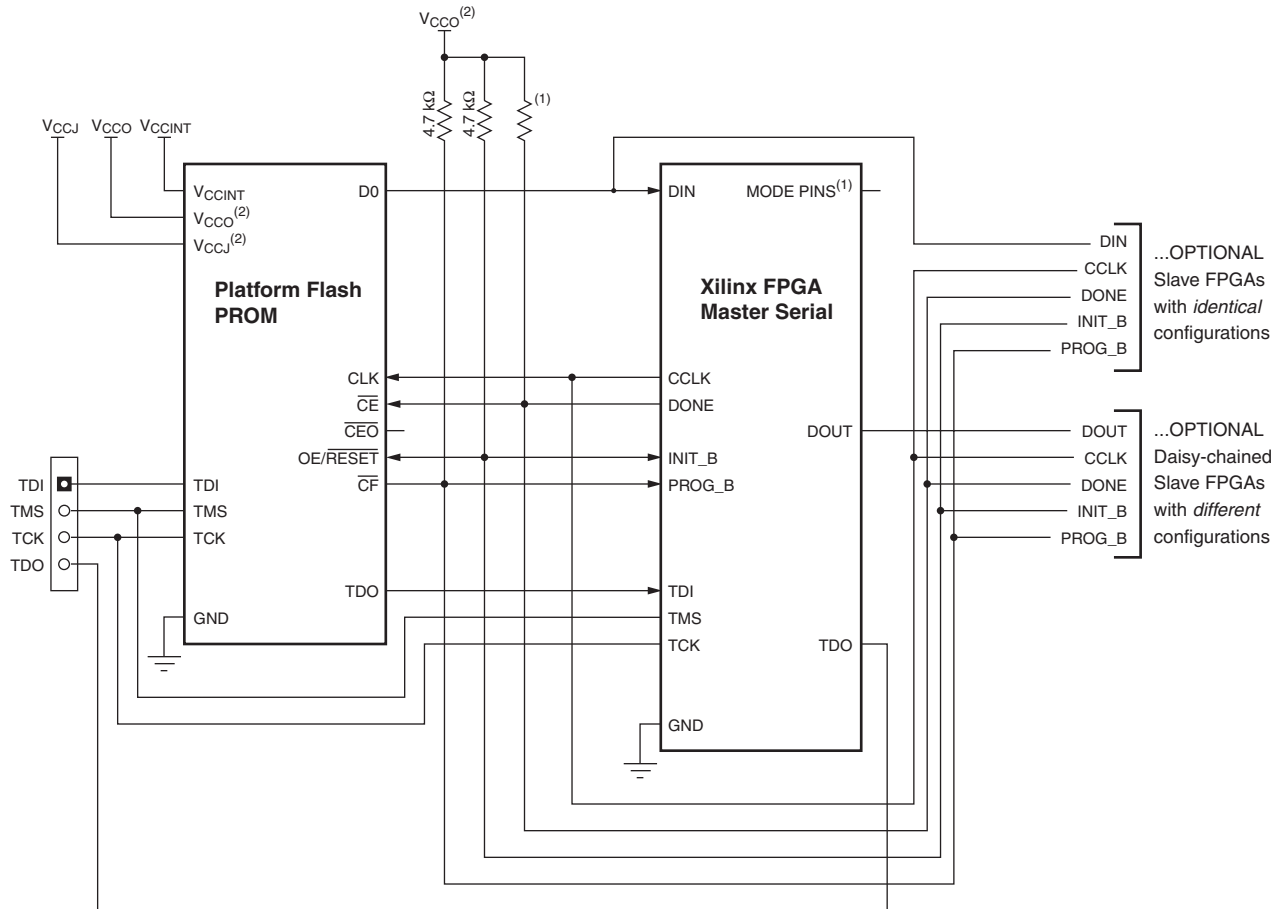 VCCO(2)
4.7 kΩ
4.7 kΩ
(1)
VCCJ VCCO VCCINT
VCCINT
VCCO(2)
VCCJ(2)
D0
Platform Flash
PROM
CLK
CE
CEO
OE/RESET
CF
TDI
TMS
TCK
TDO
GND
TDI
TMS
TCK
TDO
DIN
MODE PINS(1)
Xilinx FPGA
Master Serial
CCLK
DONE
DOUT
INIT_B
PROG_B
TDI
TMS
TCK
TDO
GND
DIN
CCLK
DONE
INIT_B
PROG_B
...OPTIONAL
Slave FPGAs
with identical
configurations
DOUT
CCLK
DONE
INIT_B
PROG_B
...OPTIONAL
Daisy-chained
Slave FPGAs
with different
configurations